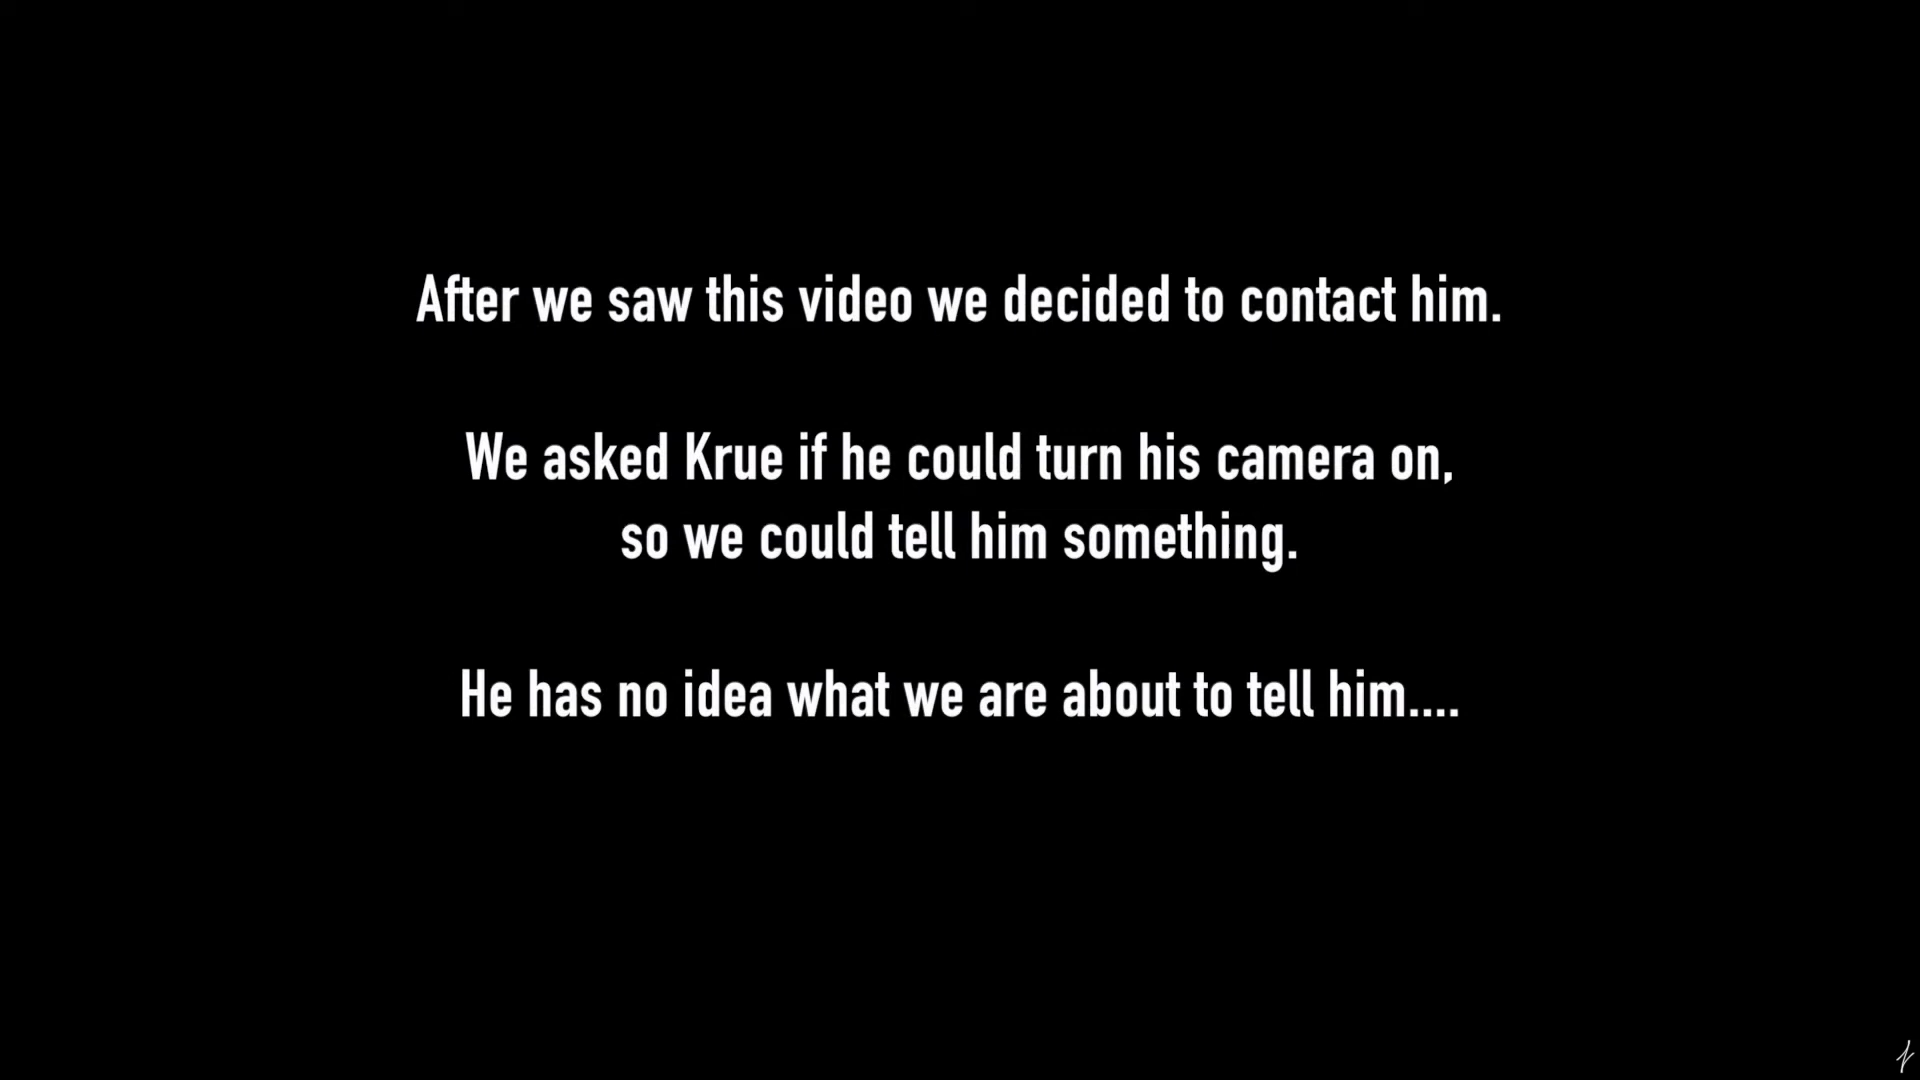 After we saw this video we decided to contact him.
We asked Krue if he could turn his camera on,
so we could tell him something.
He has no idea what we are about to tell him....